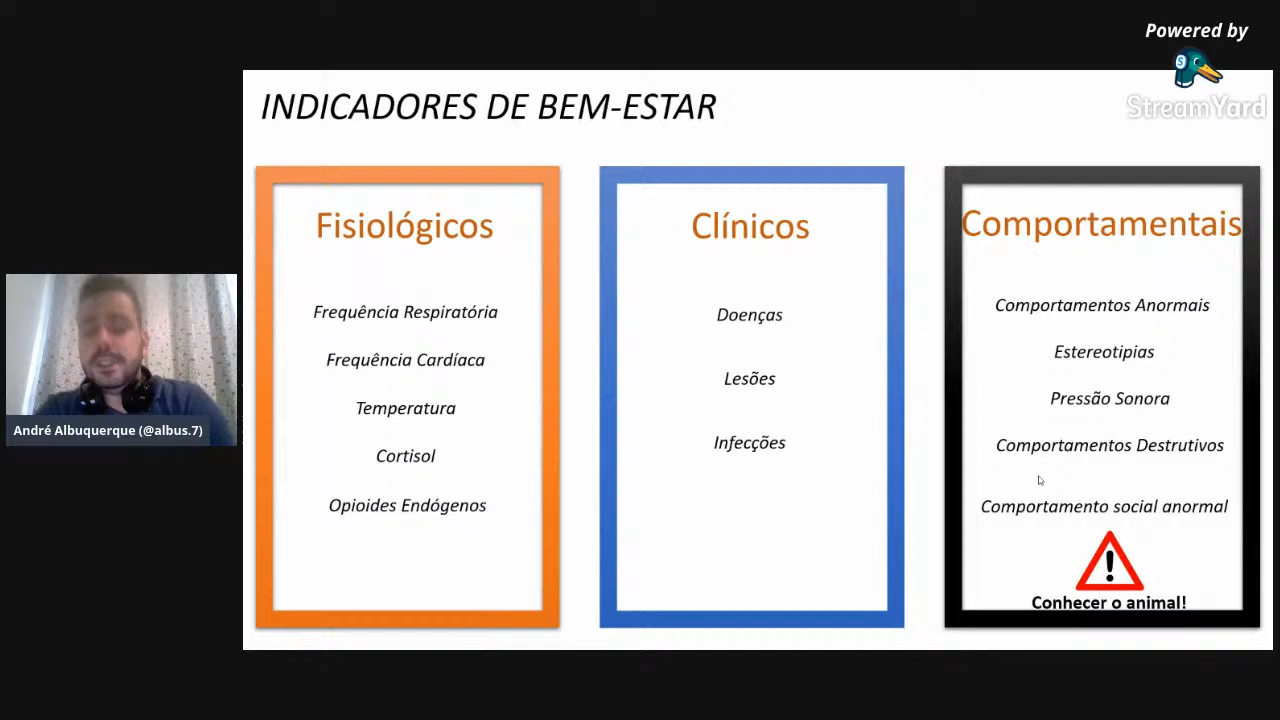 Powered by
StreamYard
INDICADORES DE BEM-ESTAR
Fisiológicos
Frequência Respiratória
Frequência Cardíaca
Temperatura
Cortisol
Opioides Endógenos
Clínicos
Doenças
Lesões
Infecções
Comportamentais
Comportamentos Anormais
Estereotipias
Pressão Sonora
Comportamentos Destrutivos
Comportamento social anormal
!
Conhecer o animal!
André Albuquerque (@albus.7)